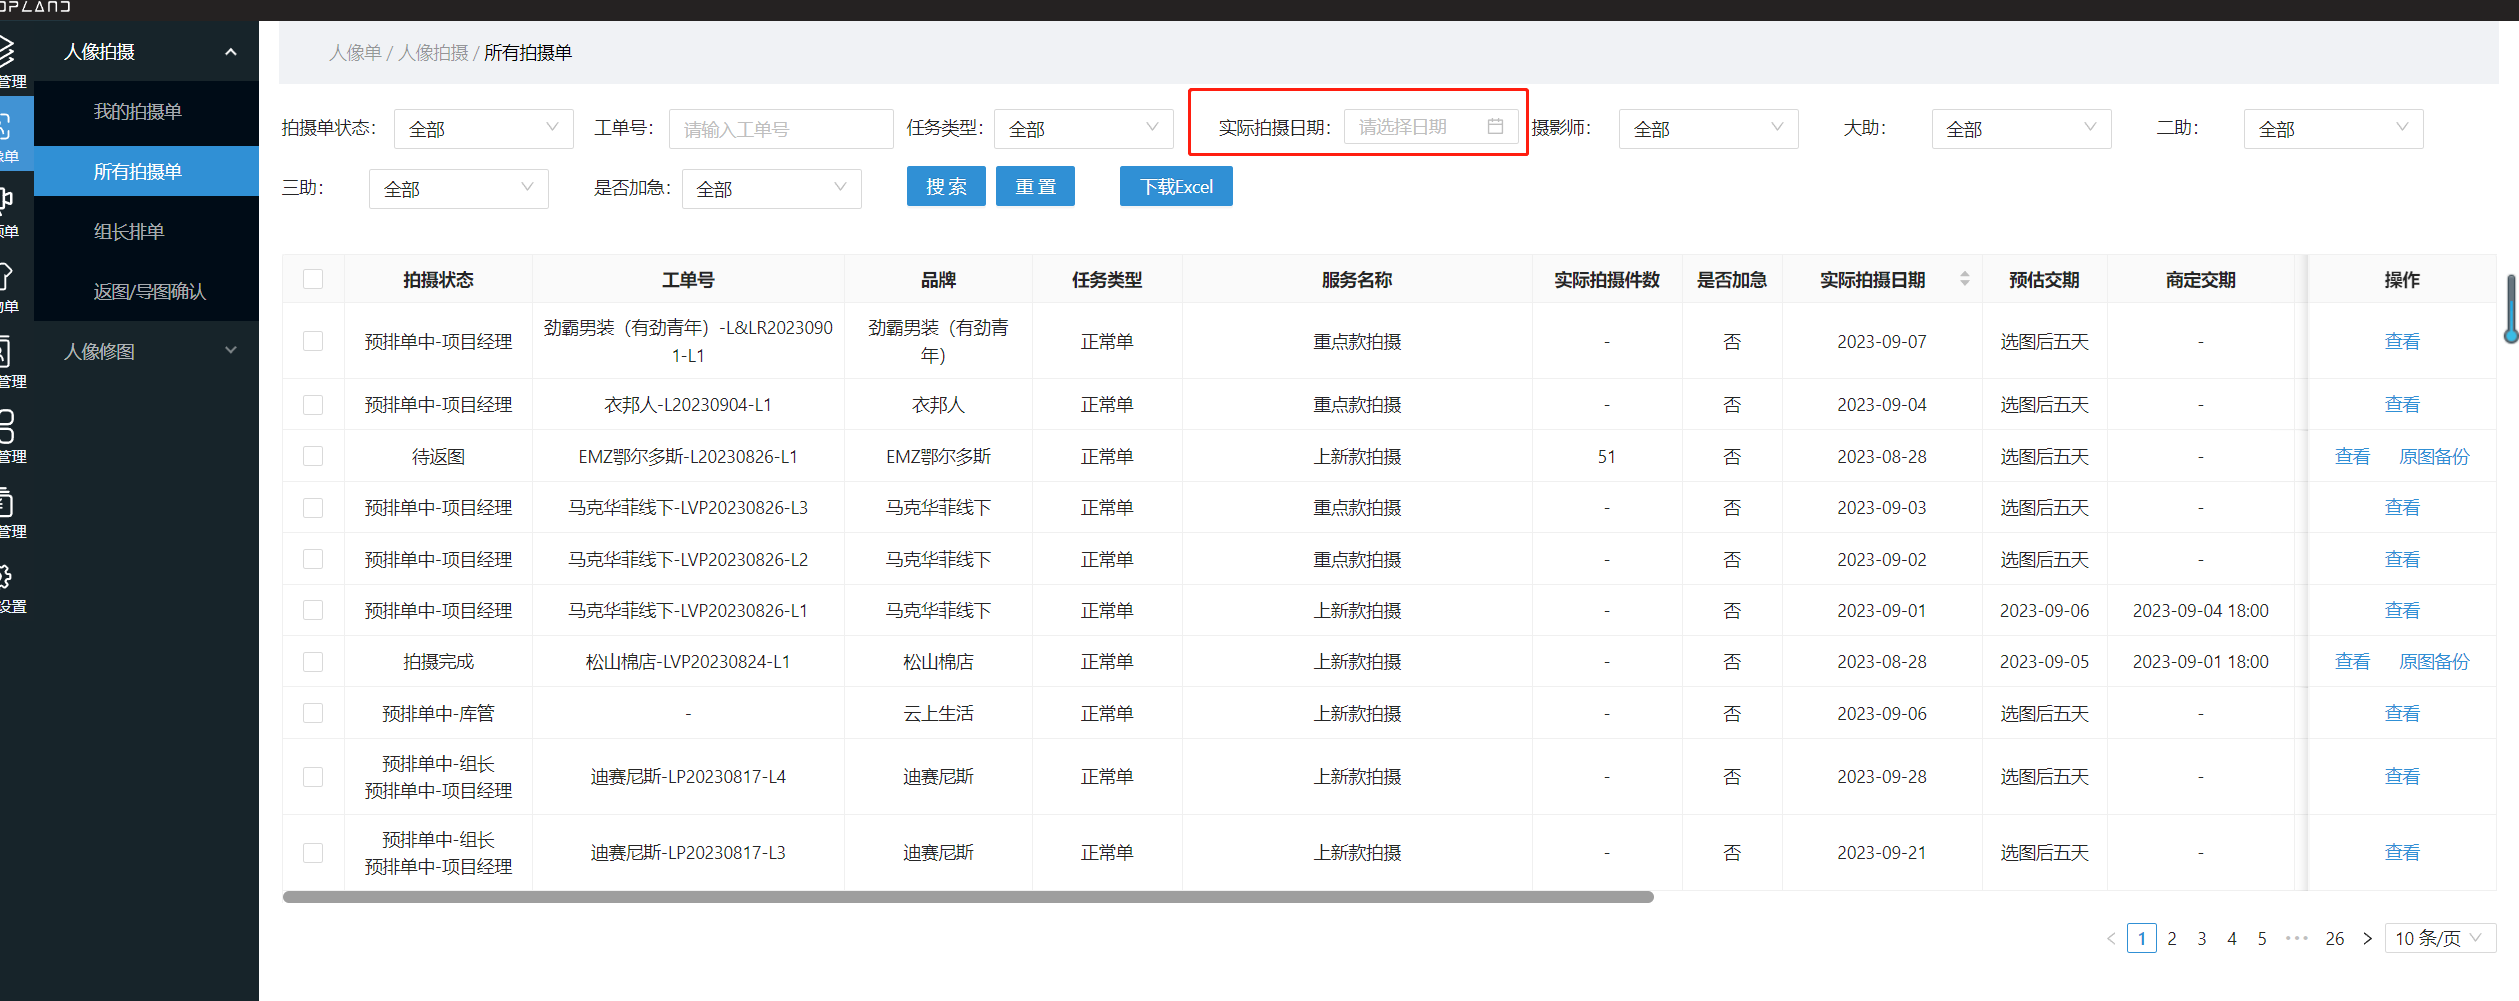 OPLAND
管理
像单
频单
物单
管理
管理
管理
设置
人像拍摄
我的拍摄单
所有拍摄单
组长排单
返图/导图确认
人像修图
人像单 / 人像拍摄 / 所有拍摄单
拍摄单状态： 全部 工单号： 请输入工单号 任务类型： 全部 实际拍摄日期： 请选择日期 摄影师： 全部 大助： 全部 二助： 全部
三助： 全部 是否加急： 全部 搜 索 重 置 下载Excel
拍摄状态 工单号 品牌 任务类型 服务名称 实际拍摄件数 是否加急 实际拍摄日期 预估交期 商定交期 操作
预排单中-项目经理 劲霸男装（有劲青年）-L&LR2023090
1-L1 劲霸男装（有劲青
年） 正常单 重点款拍摄 - 否 2023-09-07 选图后五天 - 查看
预排单中-项目经理 衣邦人-L20230904-L1 衣邦人 正常单 重点款拍摄 - 否 2023-09-04 选图后五天 - 查看
待返图 EMZ鄂尔多斯-L20230826-L1 EMZ鄂尔多斯 正常单 上新款拍摄 51 否 2023-08-28 选图后五天 - 查看 原图备份
预排单中-项目经理 马克华菲线下-LVP20230826-L3 马克华菲线下 正常单 重点款拍摄 - 否 2023-09-03 选图后五天 - 查看
预排单中-项目经理 马克华菲线下-LVP20230826-L2 马克华菲线下 正常单 重点款拍摄 - 否 2023-09-02 选图后五天 - 查看
预排单中-项目经理 马克华菲线下-LVP20230826-L1 马克华菲线下 正常单 上新款拍摄 - 否 2023-09-01 2023-09-06 2023-09-04 18:00 查看
拍摄完成 松山棉店-LVP20230824-L1 松山棉店 正常单 上新款拍摄 - 否 2023-08-28 2023-09-05 2023-09-01 18:00 查看 原图备份
预排单中-库管 - 云上生活 正常单 上新款拍摄 - 否 2023-09-06 选图后五天 - 查看
预排单中-组长
预排单中-项目经理 迪赛尼斯-LP20230817-L4 迪赛尼斯 正常单 上新款拍摄 - 否 2023-09-28 选图后五天 - 查看
预排单中-组长
预排单中-项目经理 迪赛尼斯-LP20230817-L3 迪赛尼斯 正常单 上新款拍摄 - 否 2023-09-21 选图后五天 - 查看
< 1 2 3 4 5 ••• 26 > 10 条/页